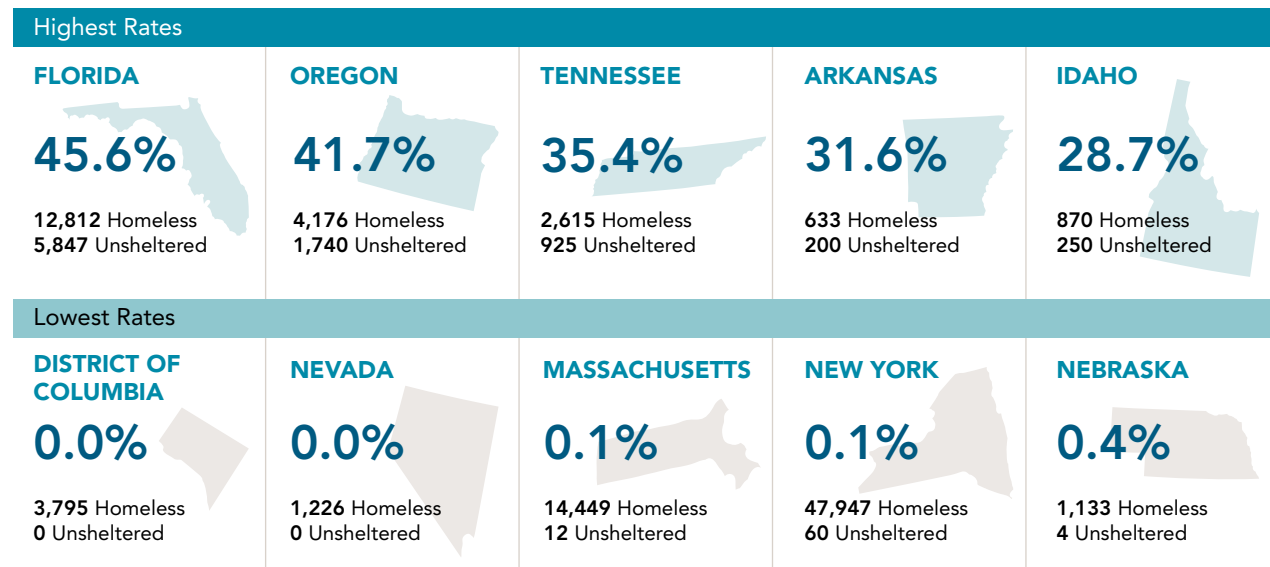 Highest Rates
FLORIDA
45.6%
12,812 Homeless
5,847 Unsheltered
OREGON
41.7%
4,176 Homeless
1,740 Unsheltered
TENNESSEE
35.4%
2,615 Homeless
925 Unsheltered
ARKANSAS
31.6%
633 Homeless
200 Unsheltered
IDAHO
28.7%
870 Homeless
250 Unsheltered
Lowest Rates
DISTRICT OF
COLUMBIA
0.0%
3,795 Homeless
0 Unsheltered
NEVADA
0.0%
1,226 Homeless
0 Unsheltered
MASSACHUSETTS
0.1%
14,449 Homeless
12 Unsheltered
NEW YORK
0.1%
47,947 Homeless
60 Unsheltered
NEBRASKA
0.4%
1,133 Homeless
4 Unsheltered